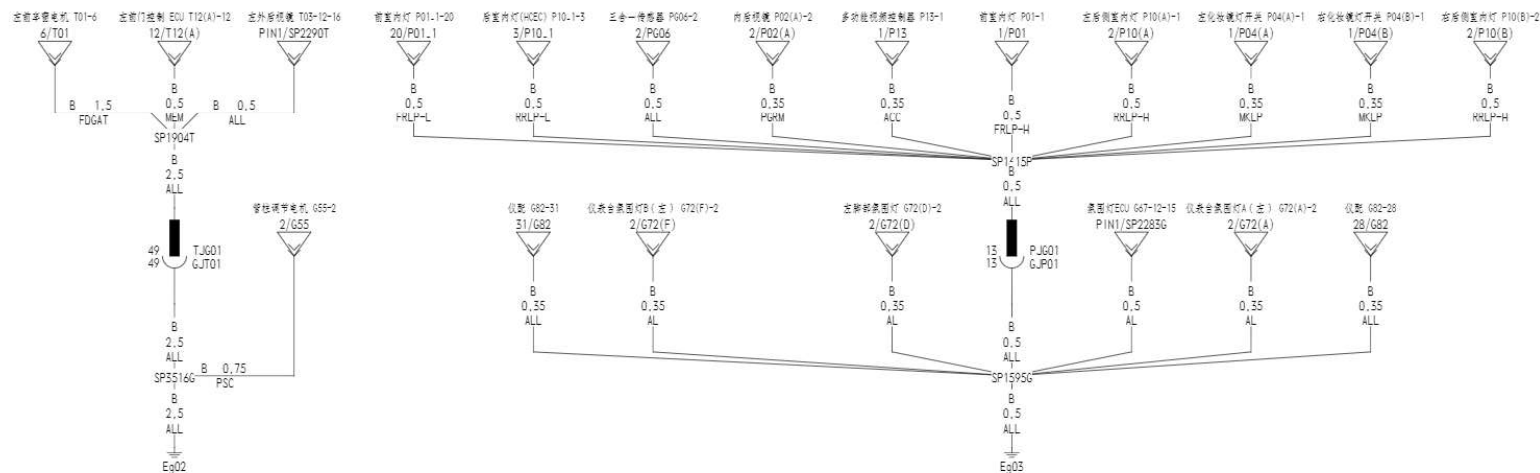 左前车窗电机 T01-6
左前门控制 ECU T12(A)-12
左外后视镜 T03-12-16
前室内灯 P01_1-20
后室内灯(HCEC) P10_1-3
三合一传感器 PG06-2
内后视镜 P02(A)-2
多功能视频控制器 P13-1
前室内灯 P01-1
左后侧室内灯 P10(A)-1
左化妆镜灯开关 P04(A)-1
右化妆镜灯开关 P04(B)-1
右后侧室内灯 P10(B)-2
6/T01
12/T12(A)
PIN1/SP2290T
20/P01_1
3/P10_1
2/PG06
2/P02(A)
1/P13
1/P01
2/P10(A)
1/P04(A)
1/P04(B)
2/P10(B)
B 1.5
FDGAT
B
0.5
MEM
B 0.5
ALL
B
0.5
FRLP-L
B
0.5
RRLP-L
B
0.5
ALL
B
0.35
PGRM
B
0.35
ACC
B
0.5
FRLP-H
B
0.5
RRLP-H
B
0.35
MKLP
B
0.35
MKLP
B
0.5
RRLP-H
SP1904T
SP1415P
B
2.5
ALL
B
0.5
ALL
管柱调节电机 G55-2
仪配 G82-31
仪表台氛围灯B(左) G72(F)-2
左脚部氛围灯 G72(D)-2
氛围灯ECU G67-12-15
仪表台氛围灯A(左) G72(A)-2
仪配 G82-28
2/G55
31/G82
2/G72(F)
2/G72(D)
PIN1/SP2283G
2/G72(A)
28/G82
49 TJG01
49 GJT01
13 PJG01
13 GJP01
B
2.5
ALL
B
0.35
ALL
B
0.35
AL
B
0.35
AL
B
0.5
ALL
B
0.5
AL
B
0.35
AL
B
0.35
ALL
SP3516G
B 0.75
PSC
SP1595G
B
2.5
ALL
B
0.5
ALL
Eg02
Eg03